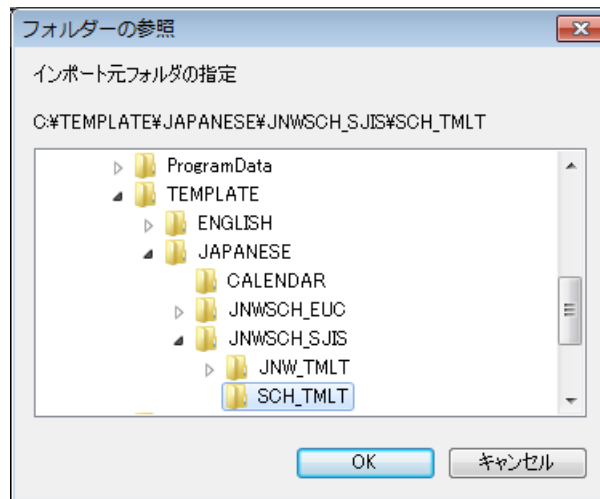 フォルダーの参照
インポート元フォルダの指定
C:¥TEMPLATE¥JAPANESE¥JNWSCH_SJIS¥SCH_TMLT
ProgramData
TEMPLATE
ENGLISH
JAPANESE
CALENDAR
JNWSCH_EUC
JNWSCH_SJIS
JNW_TMLT
SCH_TMLT
OK キャンセル